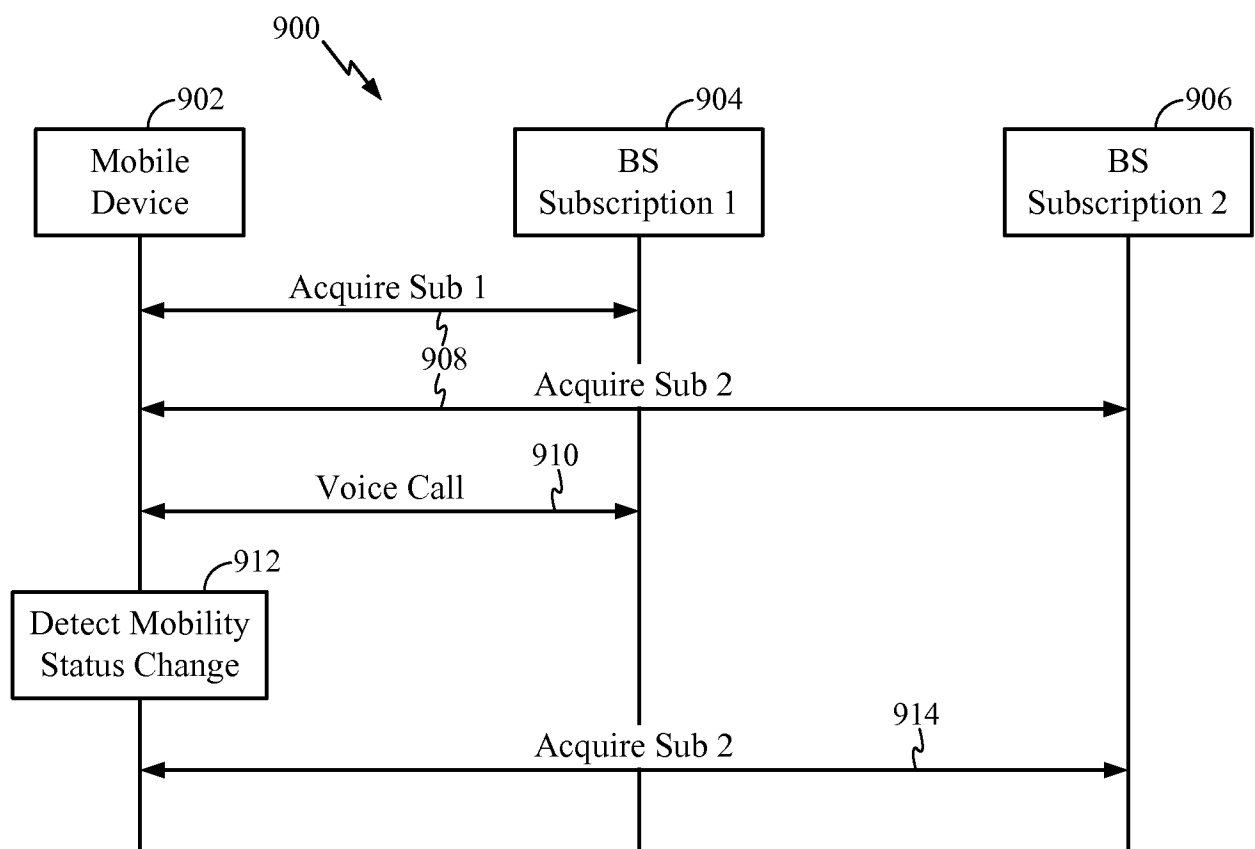 900
902
904
906
Mobile
Device
BS
Subscription 1
BS
Subscription 2
Acquire Sub 1
908
Acquire Sub 2
910
Voice Call
912
Detect Mobility
Status Change
914
Acquire Sub 2